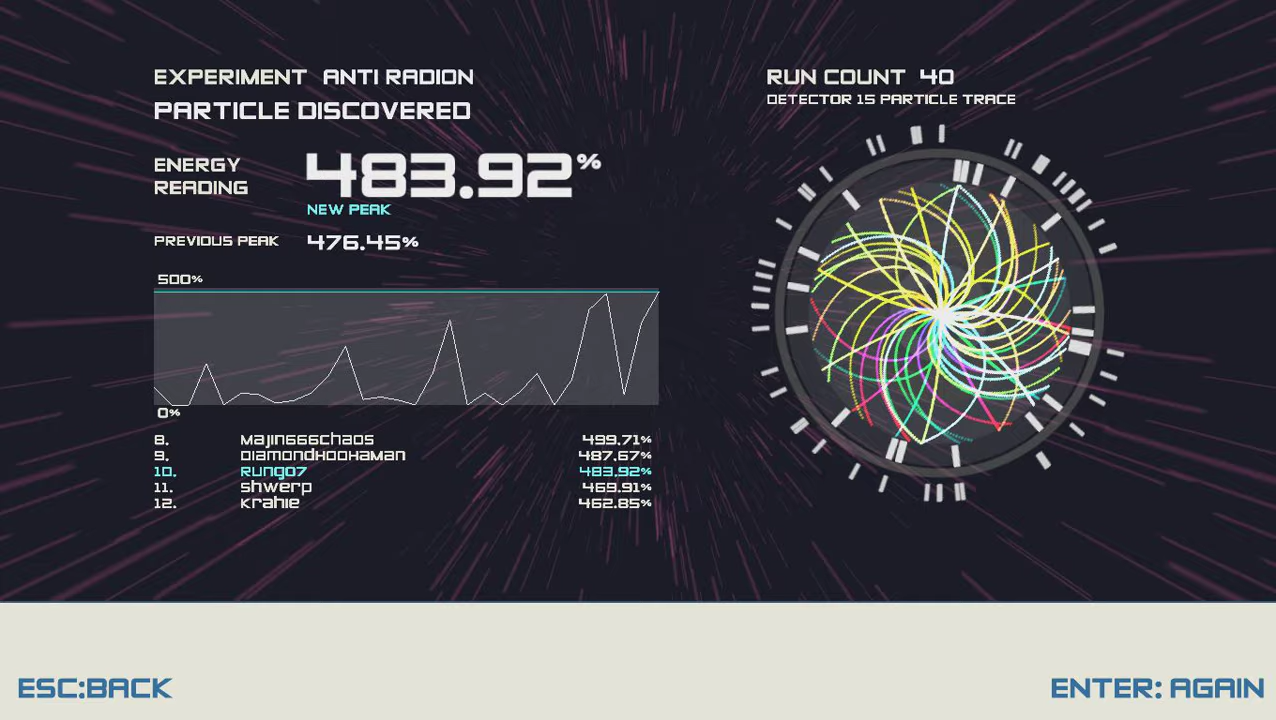 EXPERIMENT ANTI RADION
PARTICLE DISCOVERED
ENERGY READING 483.92%
NEW PEAK
PREVIOUS PEAK 476.45%
500%
0%
8. Majin666chaos 499.71%
9. Diamondhoohaman 487.67%
10. Rung07 483.92%
11. shwerp 469.91%
12. Krahie 462.85%
RUN COUNT 40
DETECTOR 15 PARTICLE TRACE
ESC:BACK
ENTER: AGAIN